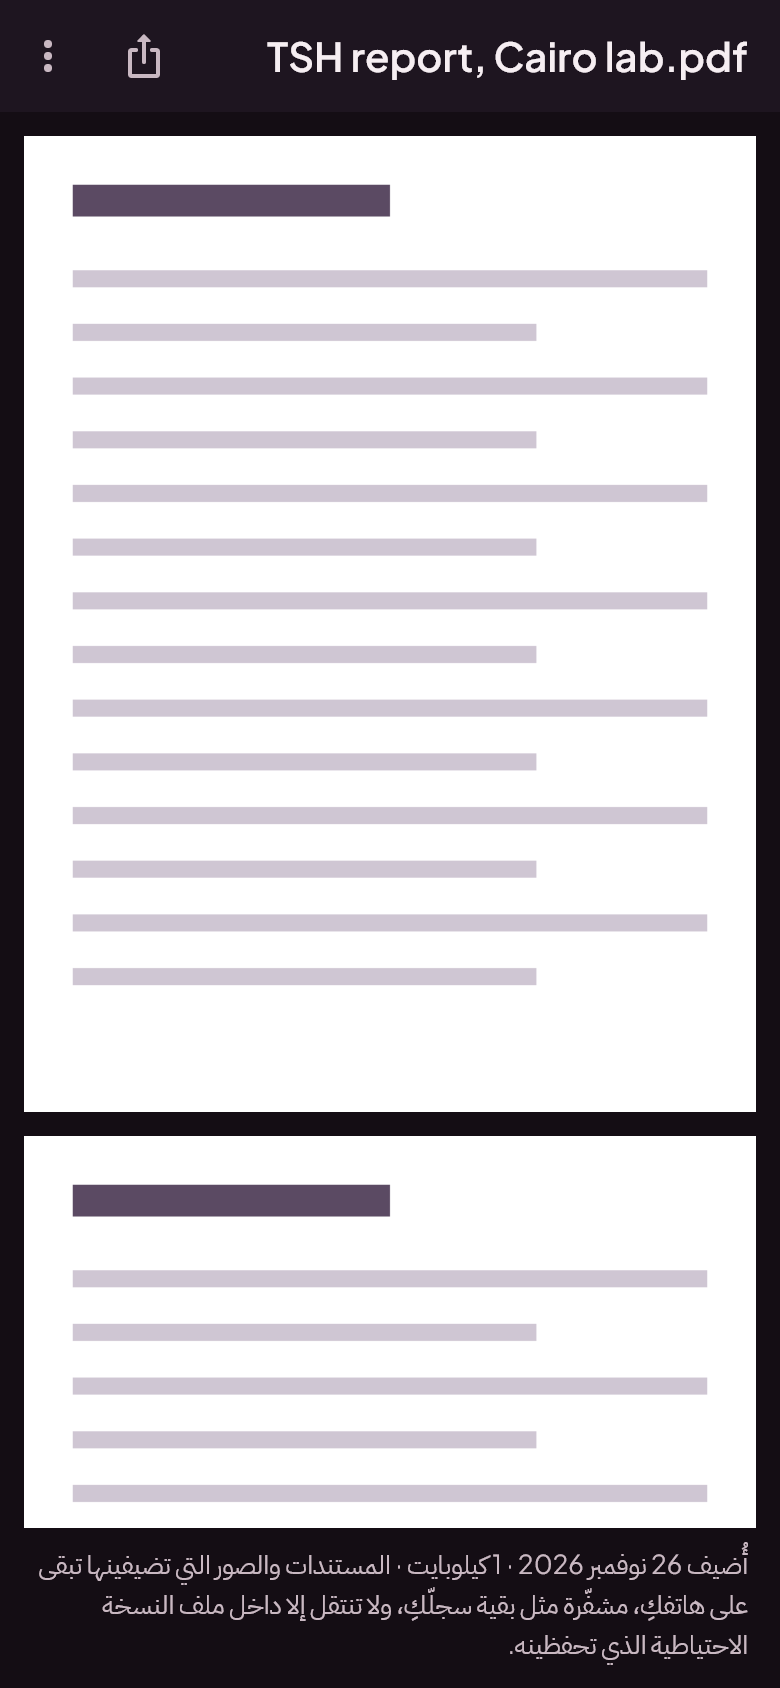 TSH report, Cairo lab.pdf
أُضيف 26 نوفمبر 2026 · 1 كيلوبايت · المستندات والصور التي تضيفينها تبقى
على هاتفكِ، مشفّرة مثل بقية سجلّكِ، ولا تنتقل إلا داخل ملف النسخة
الاحتياطية الذي تحفظينه.